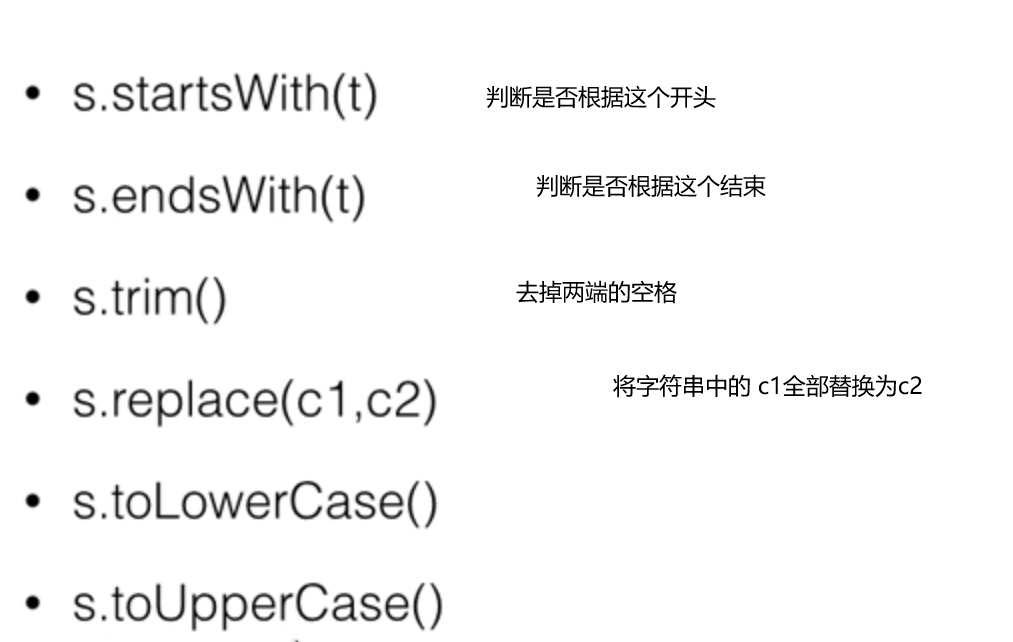 • s.startsWith(t) 判断是否根据这个开头
• s.endsWith(t) 判断是否根据这个结束
• s.trim() 去掉两端的空格
• s.replace(c1,c2) 将字符串中的 c1全部替换为c2
• s.toLowerCase()
• s.toUpperCase()